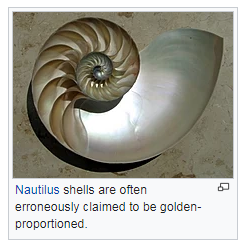 Nautilus shells are often
erroneously claimed to be golden-
proportioned.